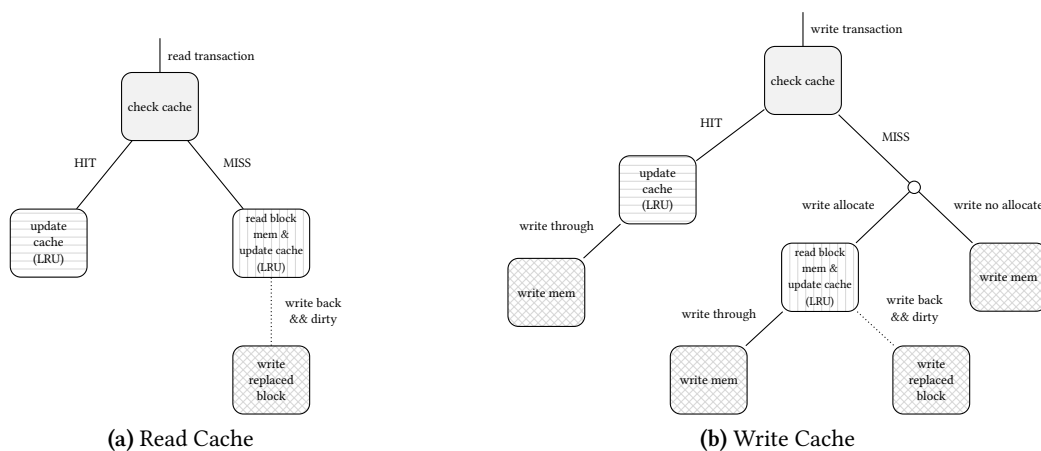 read transaction
check cache
HIT
MISS
update
cache
(LRU)
read block
mem &
update cache
(LRU)
write back
&& dirty
write
replaced
block
(a) Read Cache
write transaction
check cache
HIT
MISS
update
cache
(LRU)
write through
write mem
write allocate
write no allocate
read block
mem &
update cache
(LRU)
write mem
write through
write back
&& dirty
write mem
write
replaced
block
(b) Write Cache